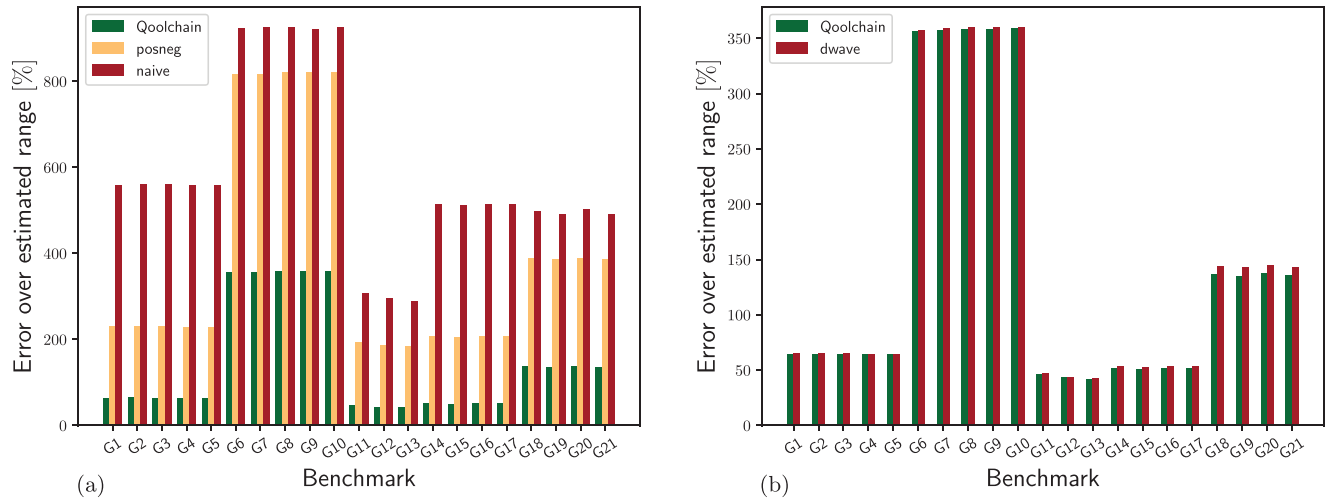 Error over estimated range [%]
800
600
400
200
0
Qoolchain
posneg
naive
G1 G2 G3 G4 G5 G6 G7 G8 G9 G10 G11 G12 G13 G14 G15 G16 G17 G18 G19 G20 G21
Benchmark
(a)
Error over estimated range [%]
350
300
250
200
150
100
50
0
Qoolchain
dwave
G1 G2 G3 G4 G5 G6 G7 G8 G9 G10 G11 G12 G13 G14 G15 G16 G17 G18 G19 G20 G21
Benchmark
(b)